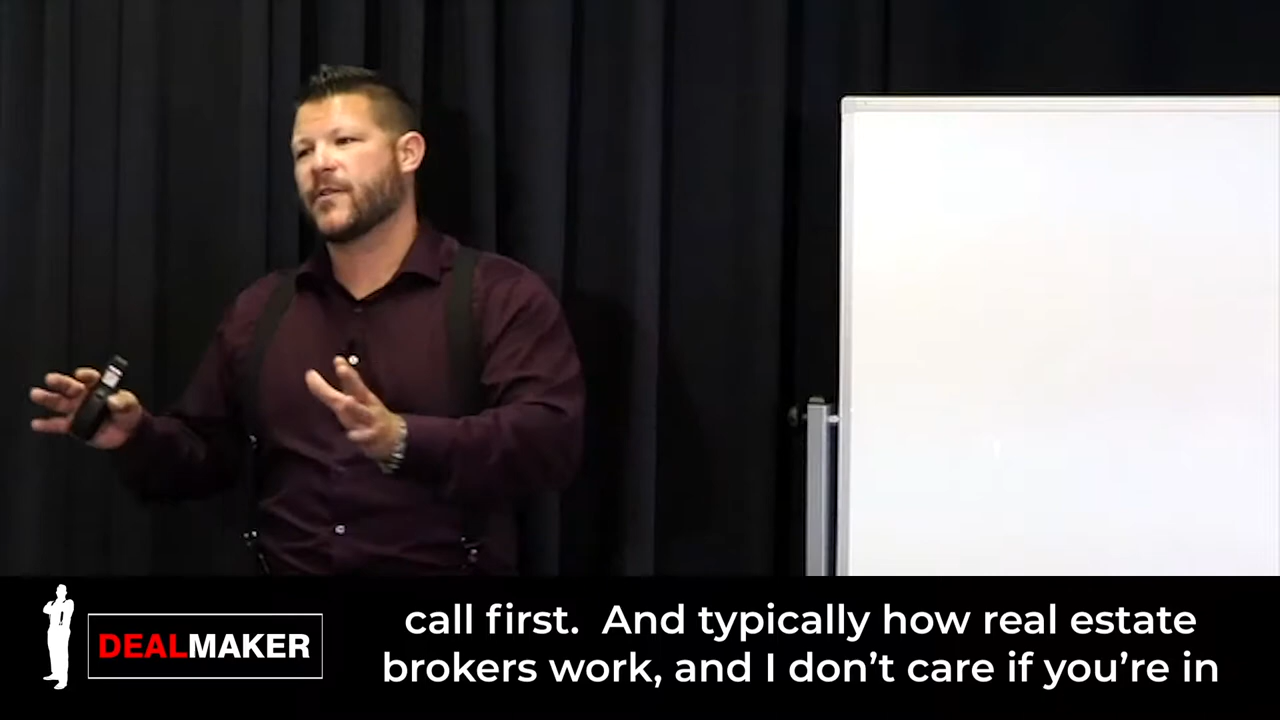 DEALMAKER
call first.  And typically how real estate
brokers work, and I don’t care if you’re in